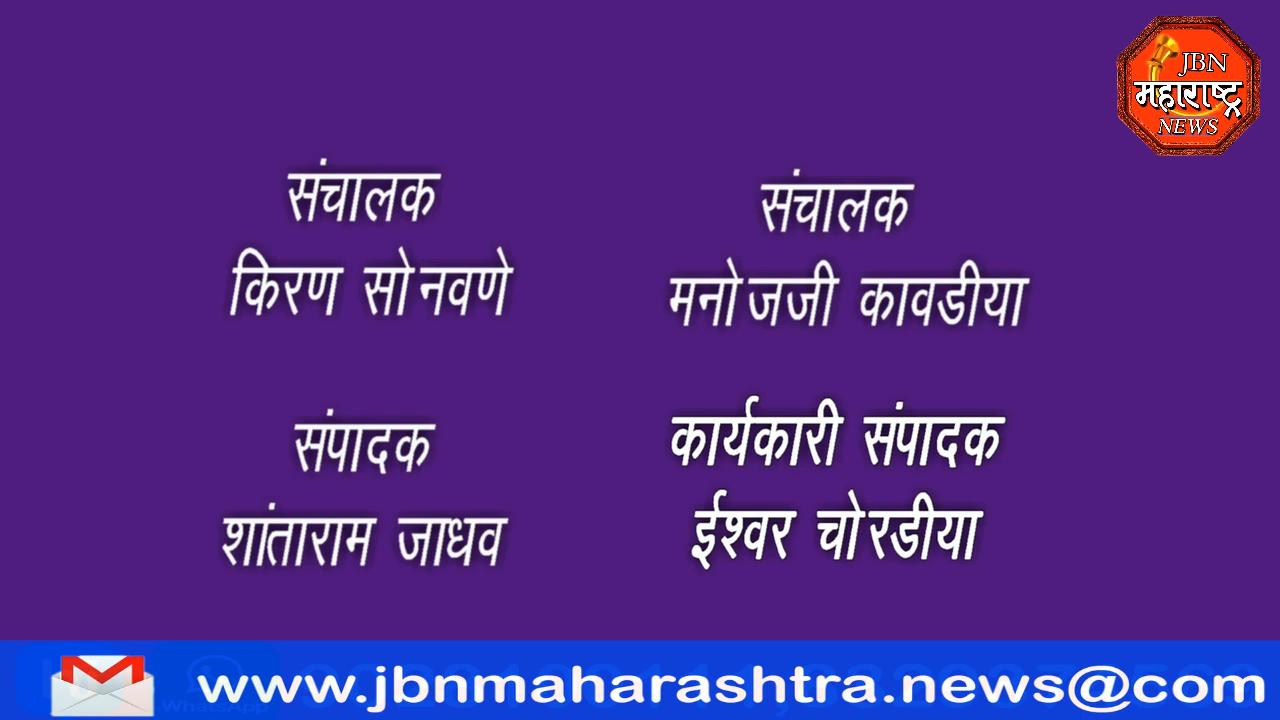 JBN
महाराष्ट्र
NEWS
संचालक
किरण सोनवणे
संचालक
मनोजजी कावडीया
संपादक
शांताराम जाधव
कार्यकारी संपादक
ईश्वर चोरडीया
WhatsApp
www.jbnmaharashtra.news@com